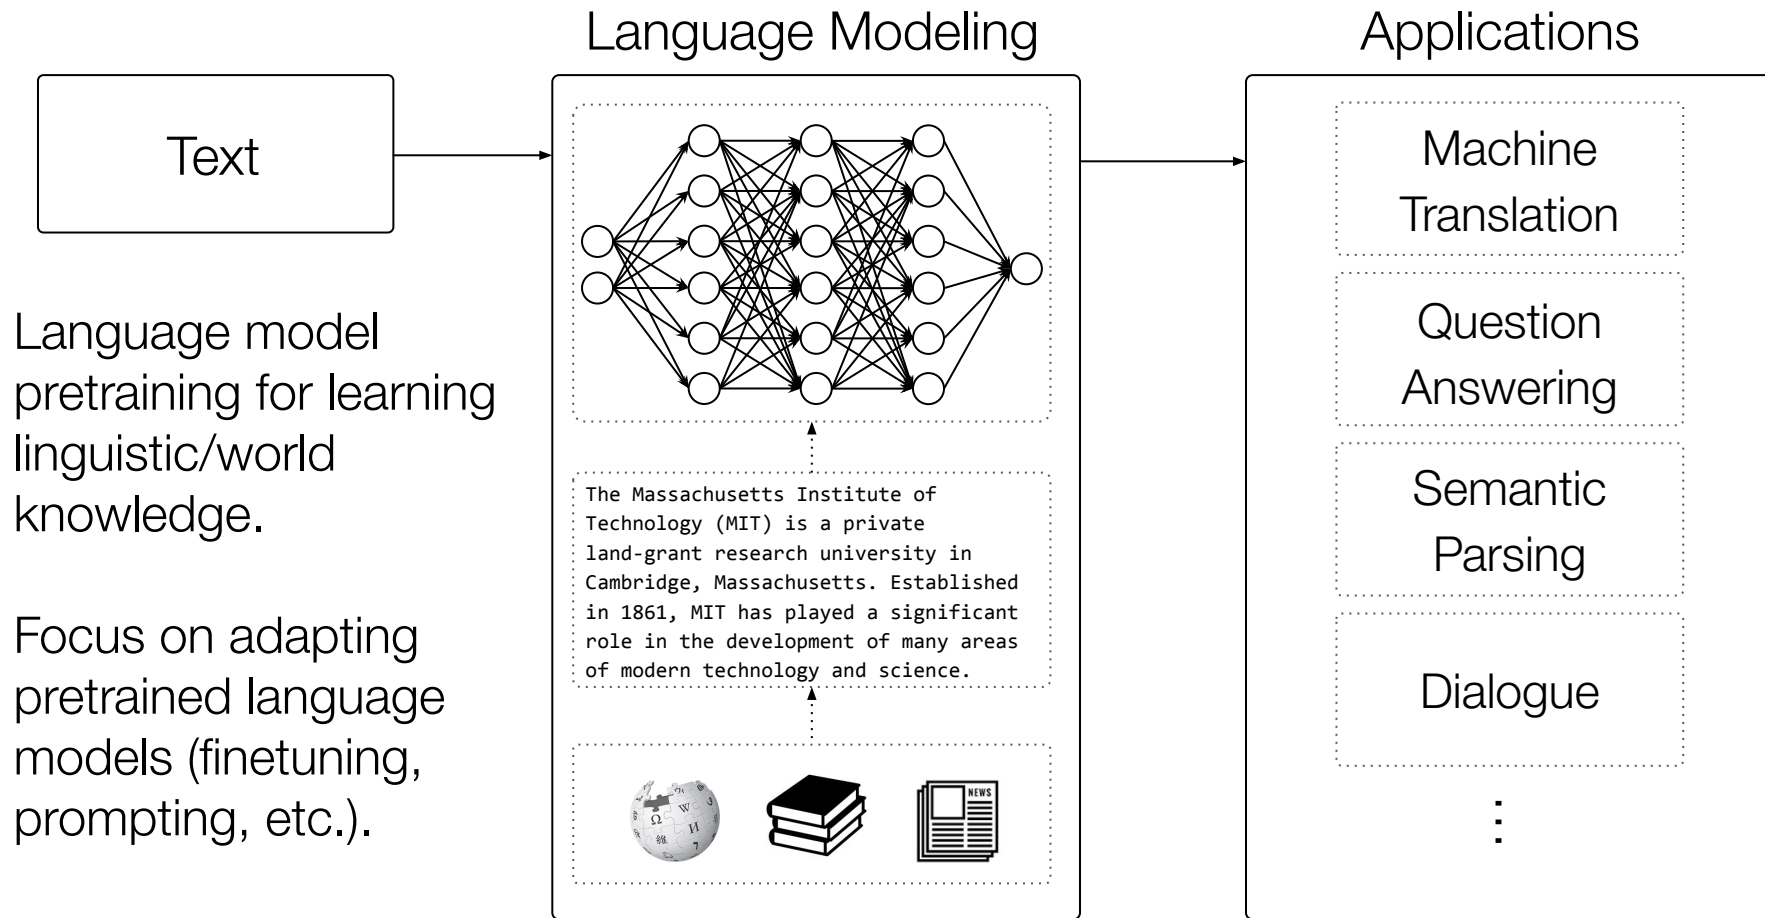 Language Modeling
Applications
Text
Language model
pretraining for learning
linguistic/world
knowledge.
Focus on adapting
pretrained language
models (finetuning,
prompting, etc.).
The Massachusetts Institute of
Technology (MIT) is a private
land-grant research university in
Cambridge, Massachusetts. Established
in 1861, MIT has played a significant
role in the development of many areas
of modern technology and science.
Ω
W
И
維
NEWS
Machine
Translation
Question
Answering
Semantic
Parsing
Dialogue
⋮